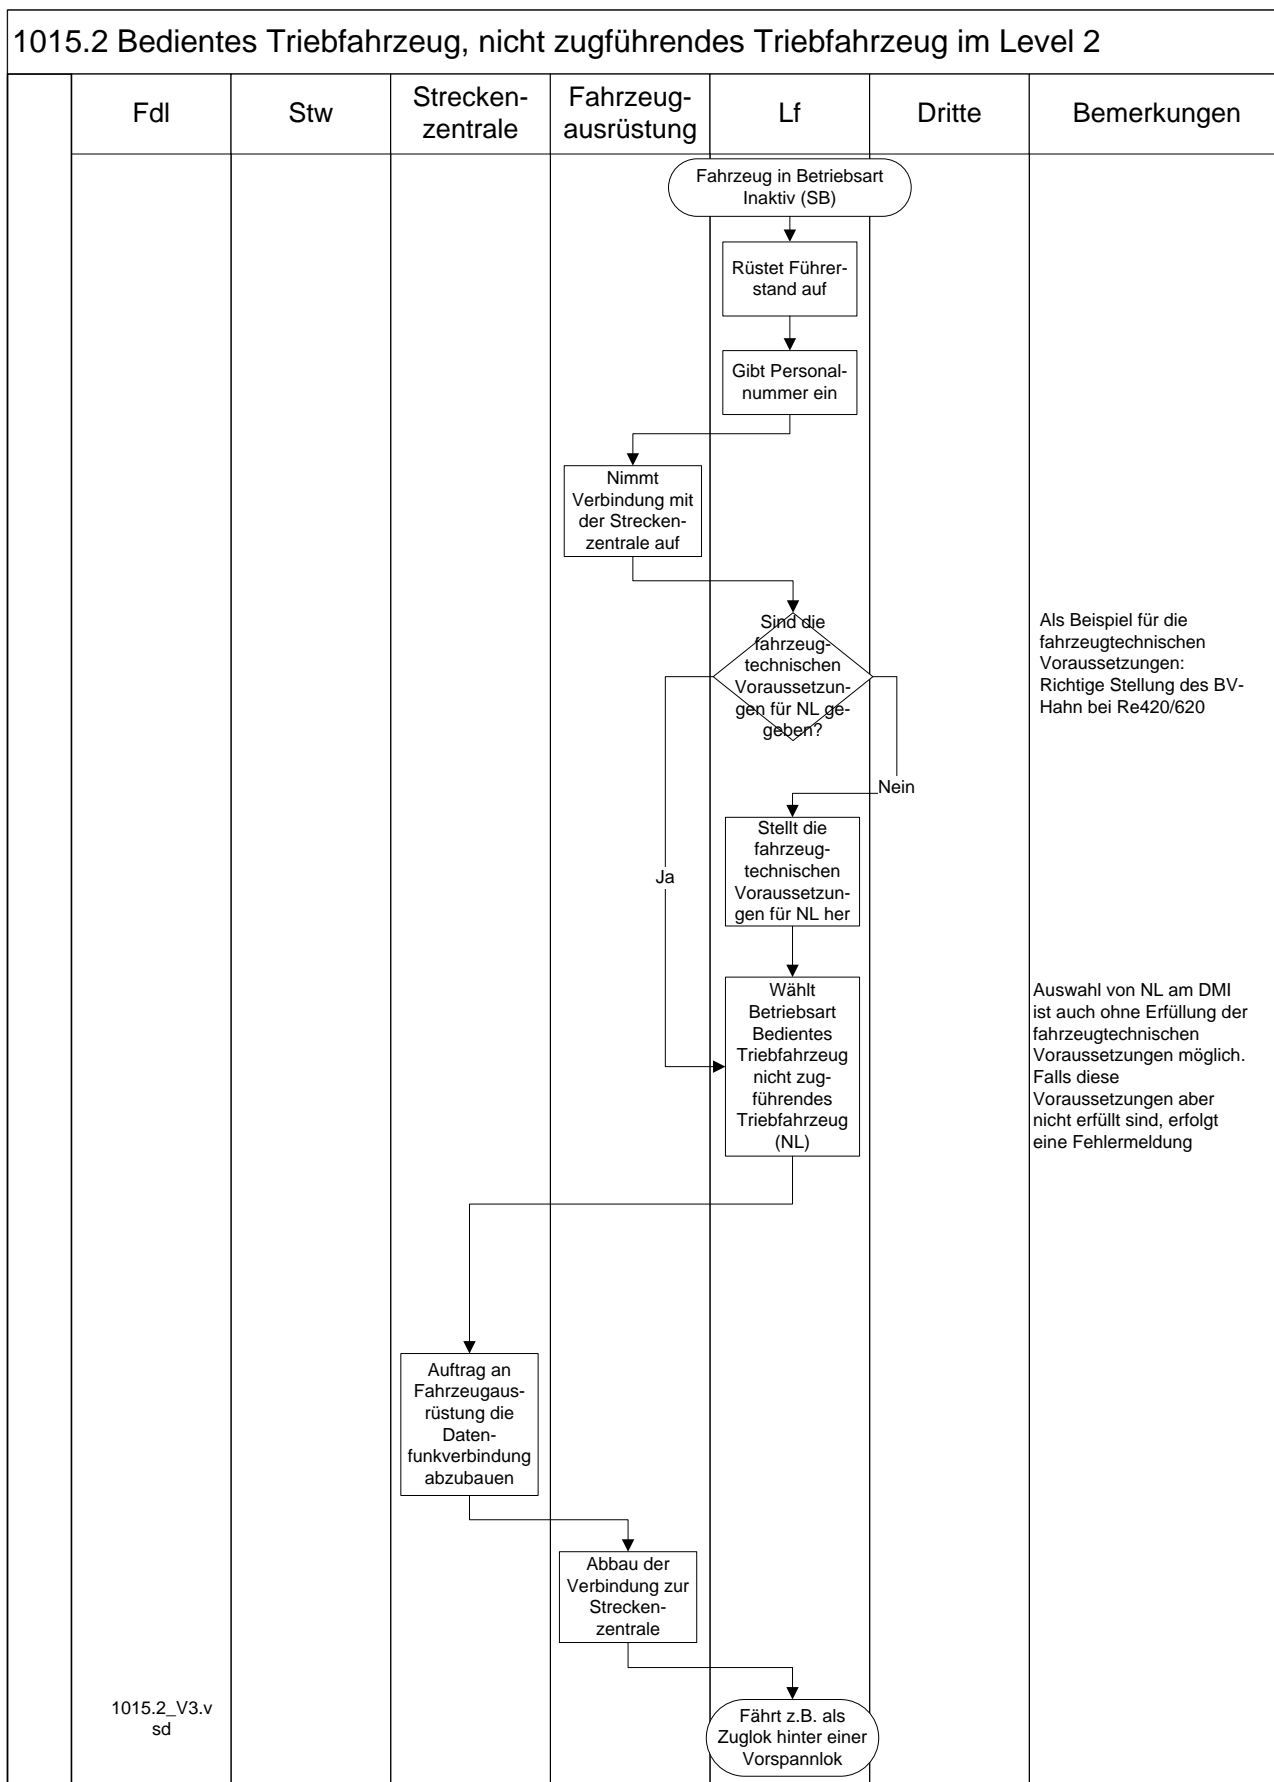 1015.2 Bedientes Triebfahrzeug, nicht zugführendes Triebfahrzeug im Level 2
Fdl
Stw
Strecken-
zentrale
Fahrzeug-
ausrüstung
Lf
Dritte
Bemerkungen
Fahrzeug in Betriebsart
Inaktiv (SB)
Rüstet Führer-
stand auf
Gibt Personal-
nummer ein
Nimmt
Verbindung mit
der Strecken-
zentrale auf
Sind die
fahrzeug-
technischen
Voraussetzun-
gen für NL ge-
geben?
Als Beispiel für die
fahrzeugtechnischen
Voraussetzungen:
Richtige Stellung des BV-
Hahn bei Re420/620
Nein
Stellt die
fahrzeug-
technischen
Voraussetzun-
gen für NL her
Ja
Wählt
Betriebsart
Bedientes
Triebfahrzeug
nicht zug-
führendes
Triebfahrzeug
(NL)
Auswahl von NL am DMI
ist auch ohne Erfüllung der
fahrzeugtechnischen
Voraussetzungen möglich.
Falls diese
Voraussetzungen aber
nicht erfüllt sind, erfolgt
eine Fehlermeldung
Auftrag an
Fahrzeugaus-
rüstung die
Daten-
funkverbindung
abzubauen
Abbau der
Verbindung zur
Strecken-
zentrale
Fährt z.B. als
Zuglok hinter einer
Vorspannlok
1015.2_V3.v
sd